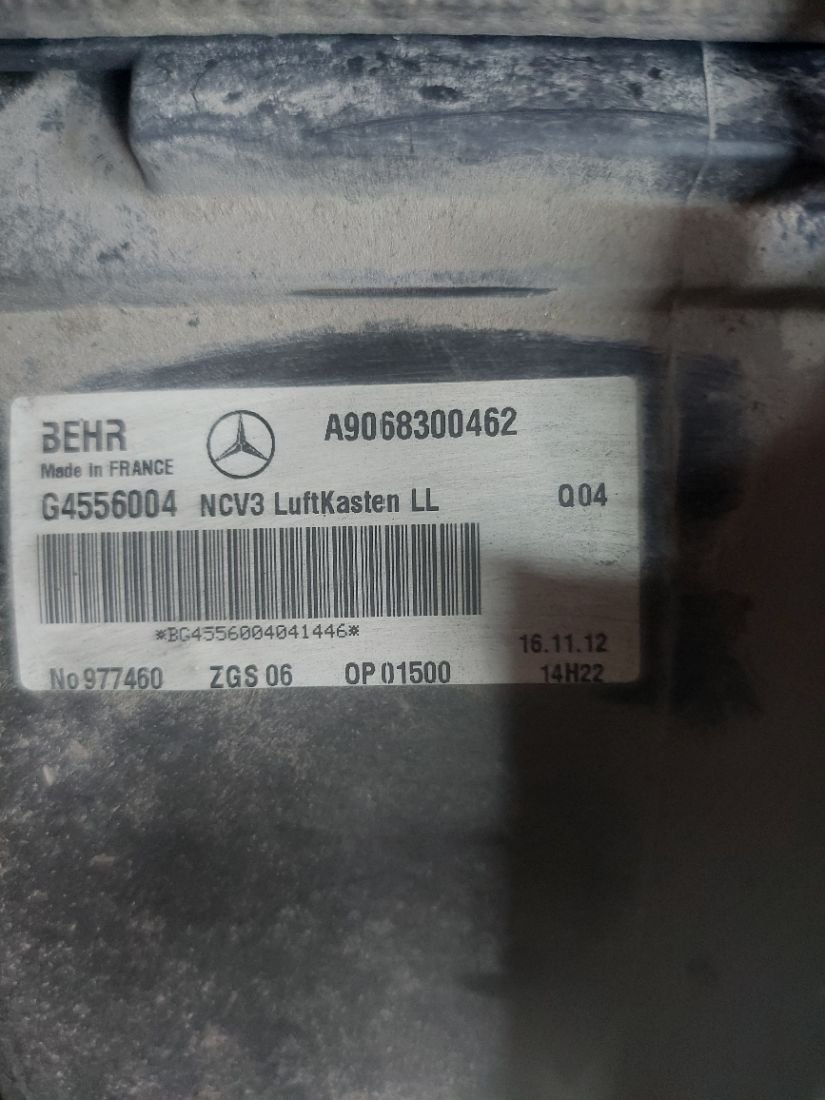 BEHR A9068300462
Made in FRANCE
G4556004 NCV3 LuftKasten LL Q04
*BG4556004041446*
16.11.12
No 977460 ZGS 06 OP 01500 14H22